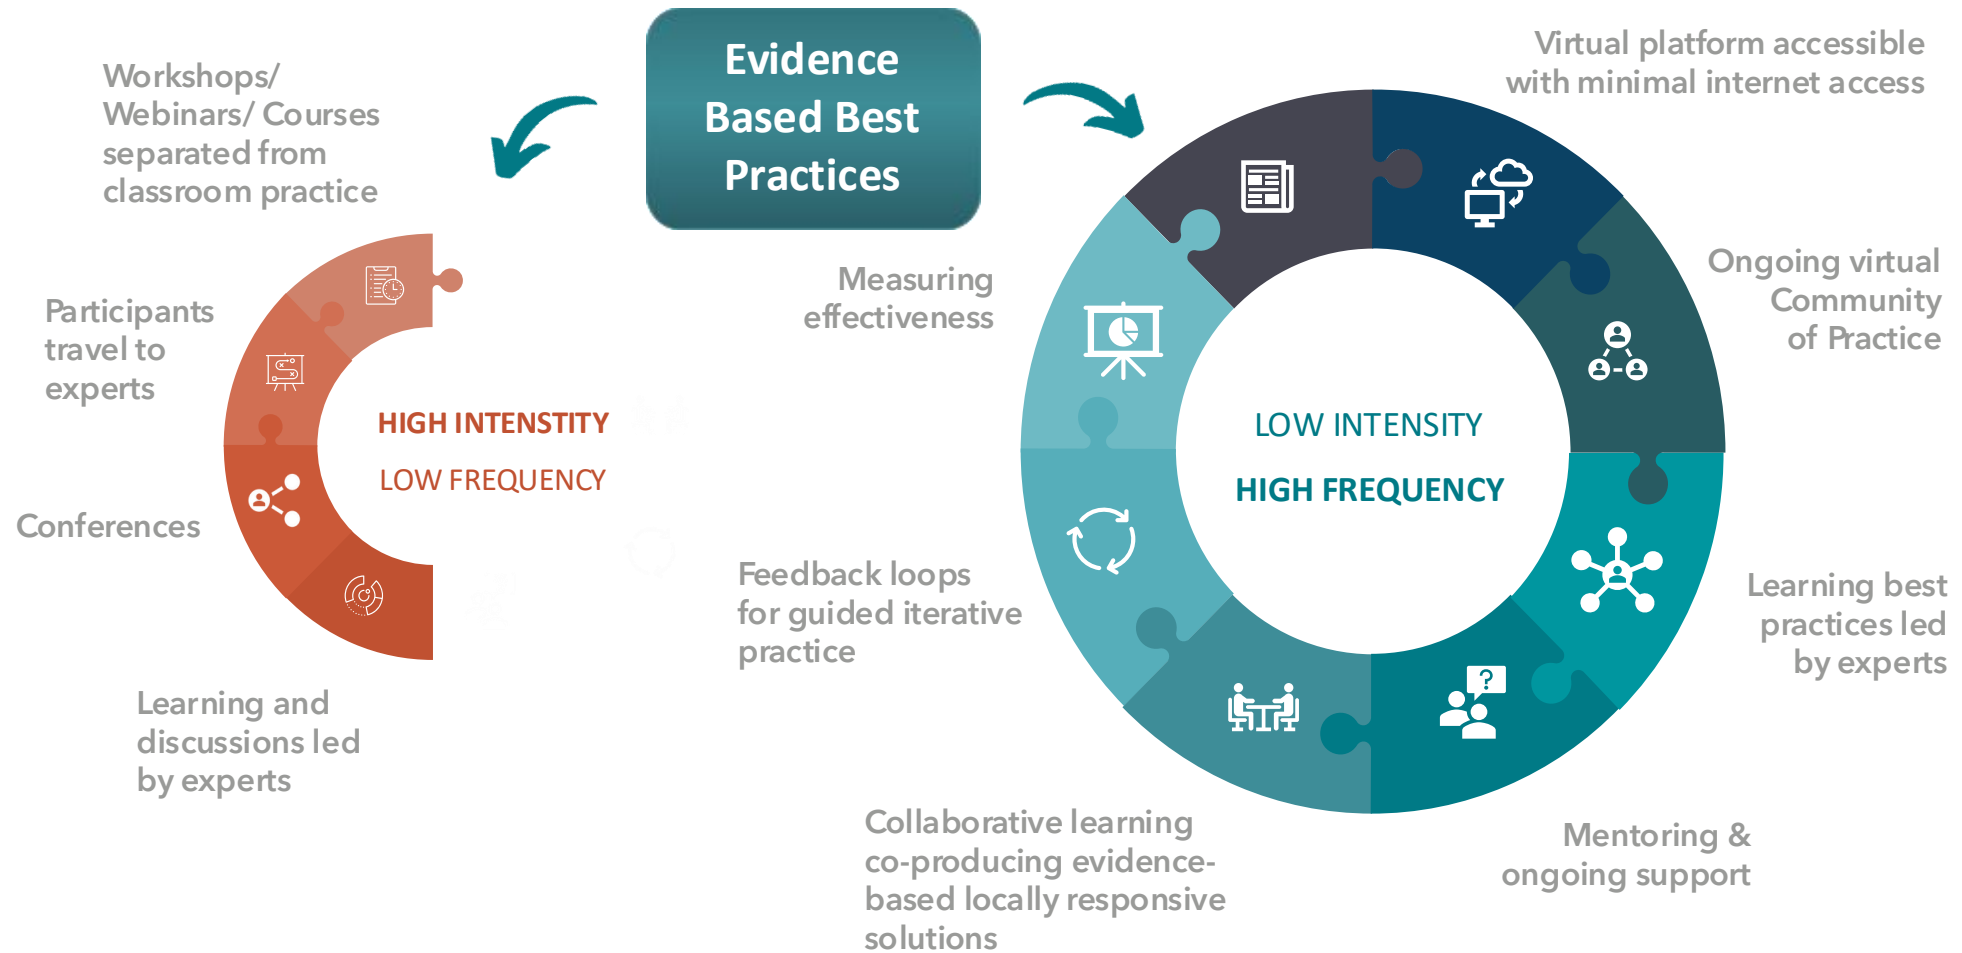 Evidence
Based Best
Practices
Workshops/
Webinars/ Courses
separated from
classroom practice
Participants
travel to
experts
Conferences
Learning and
discussions led
by experts
HIGH INTENSTITY
LOW FREQUENCY
Virtual platform accessible
with minimal internet access
Ongoing virtual
Community
of Practice
Learning best
practices led
by experts
Mentoring &
ongoing support
Collaborative learning
co-producing evidence-
based locally responsive
solutions
Feedback loops
for guided iterative
practice
Measuring
effectiveness
LOW INTENSITY
HIGH FREQUENCY
?